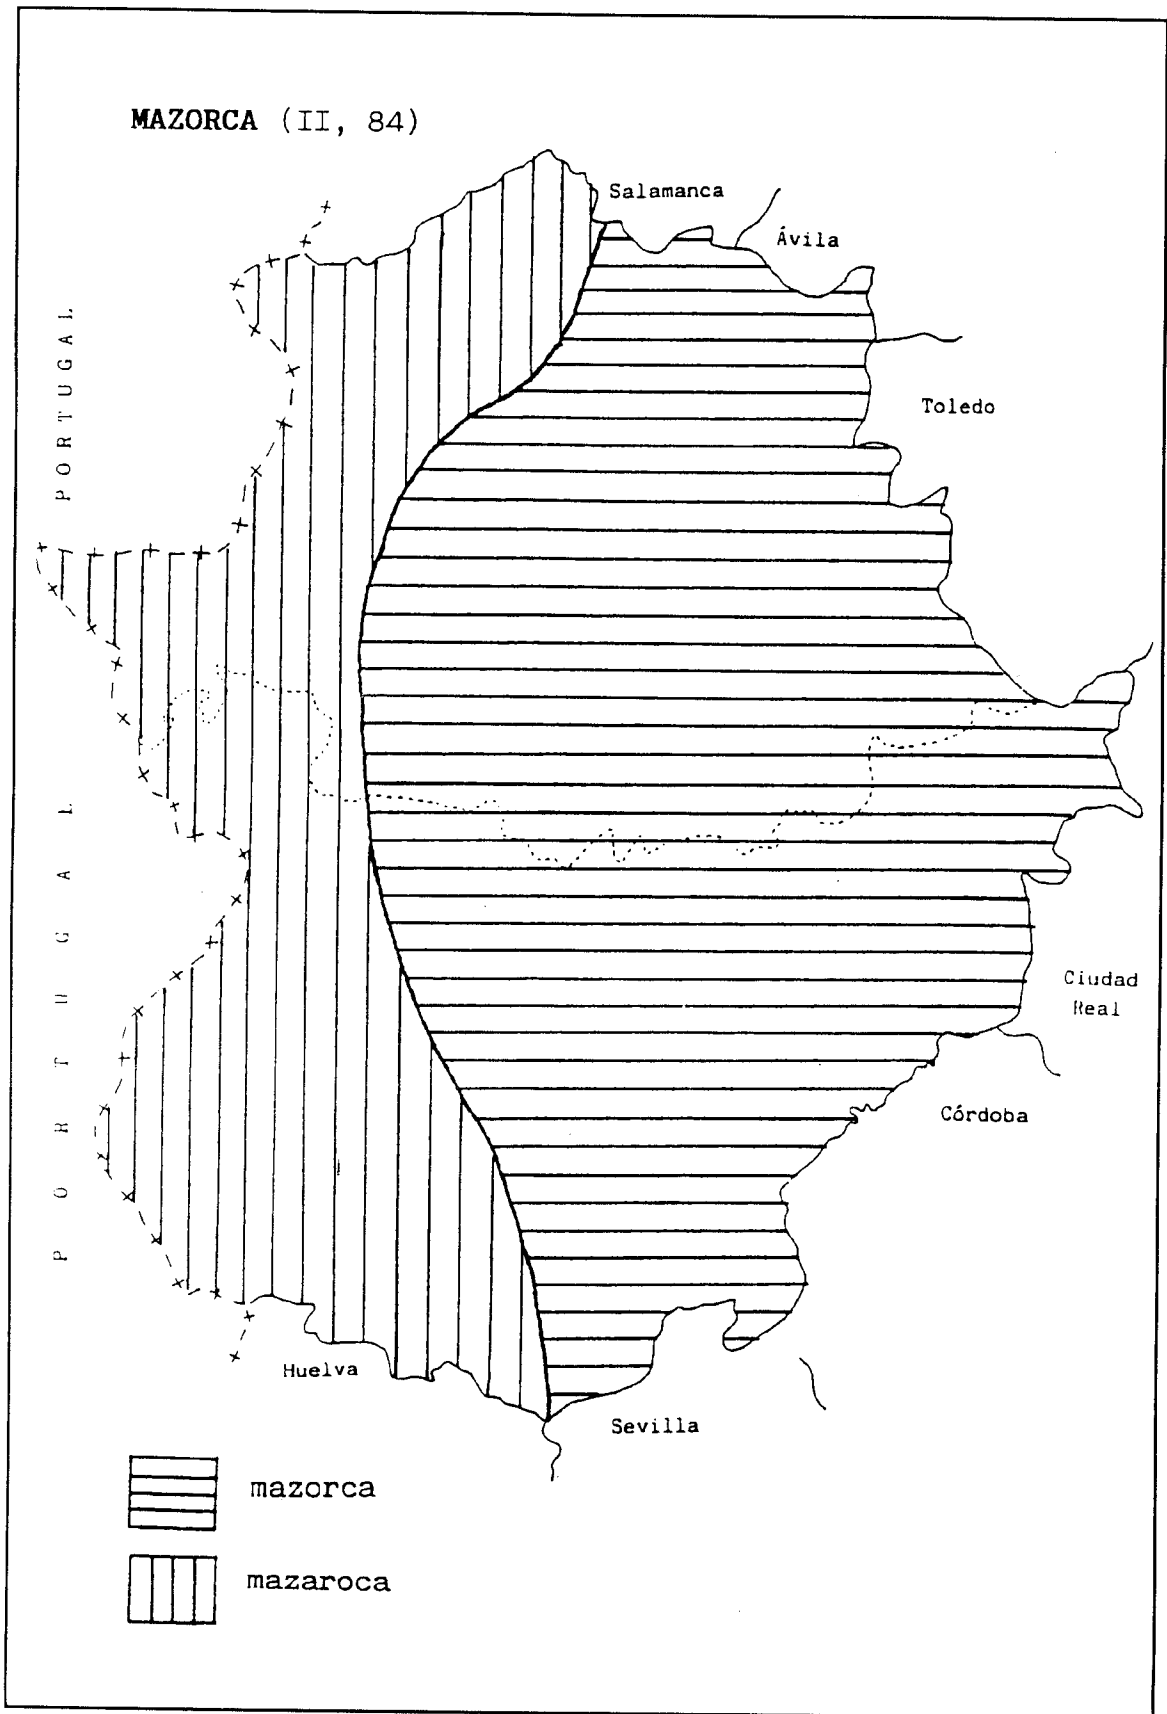 MAZORCA (II, 84)
Salamanca
Ávila
PORTUGAL
Toledo
PORTUGAL
Ciudad
Real
Córdoba
Huelva
Sevilla
mazorca
mazaroca